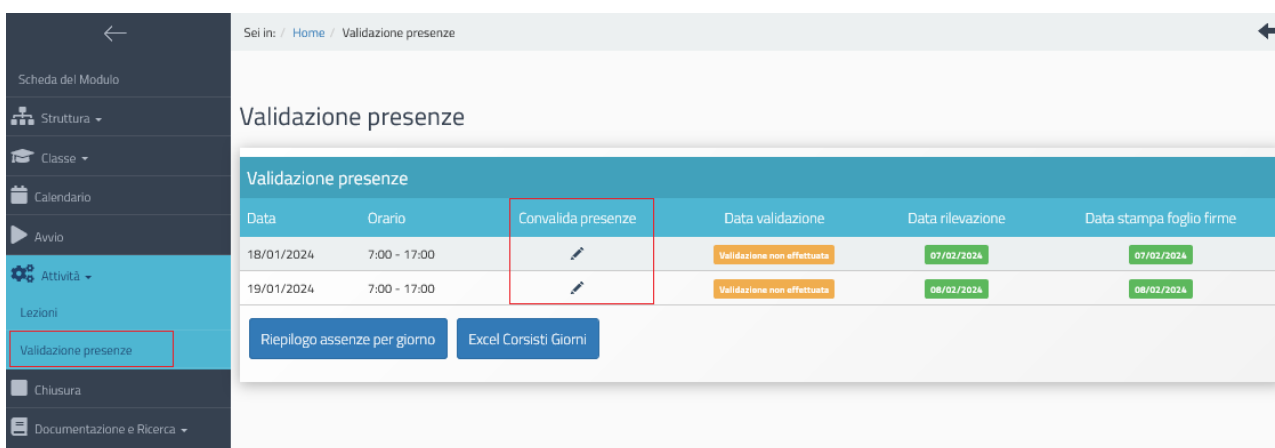 Sei in: / Home / Validazione presenze
Scheda del Modulo
Struttura
Classe
Calendario
Avvio
Attività
Lezioni
Validazione presenze
Chiusura
Documentazione e Ricerca
Validazione presenze
Validazione presenze
Data Orario Convalida presenze Data validazione Data rilevazione Data stampa foglio firme
18/01/2024 7:00 - 17:00 Validazione non effettuata 07/02/2024 07/02/2024
19/01/2024 7:00 - 17:00 Validazione non effettuata 08/02/2024 08/02/2024
Riepilogo assenze per giorno Excel Corsisti Giorni